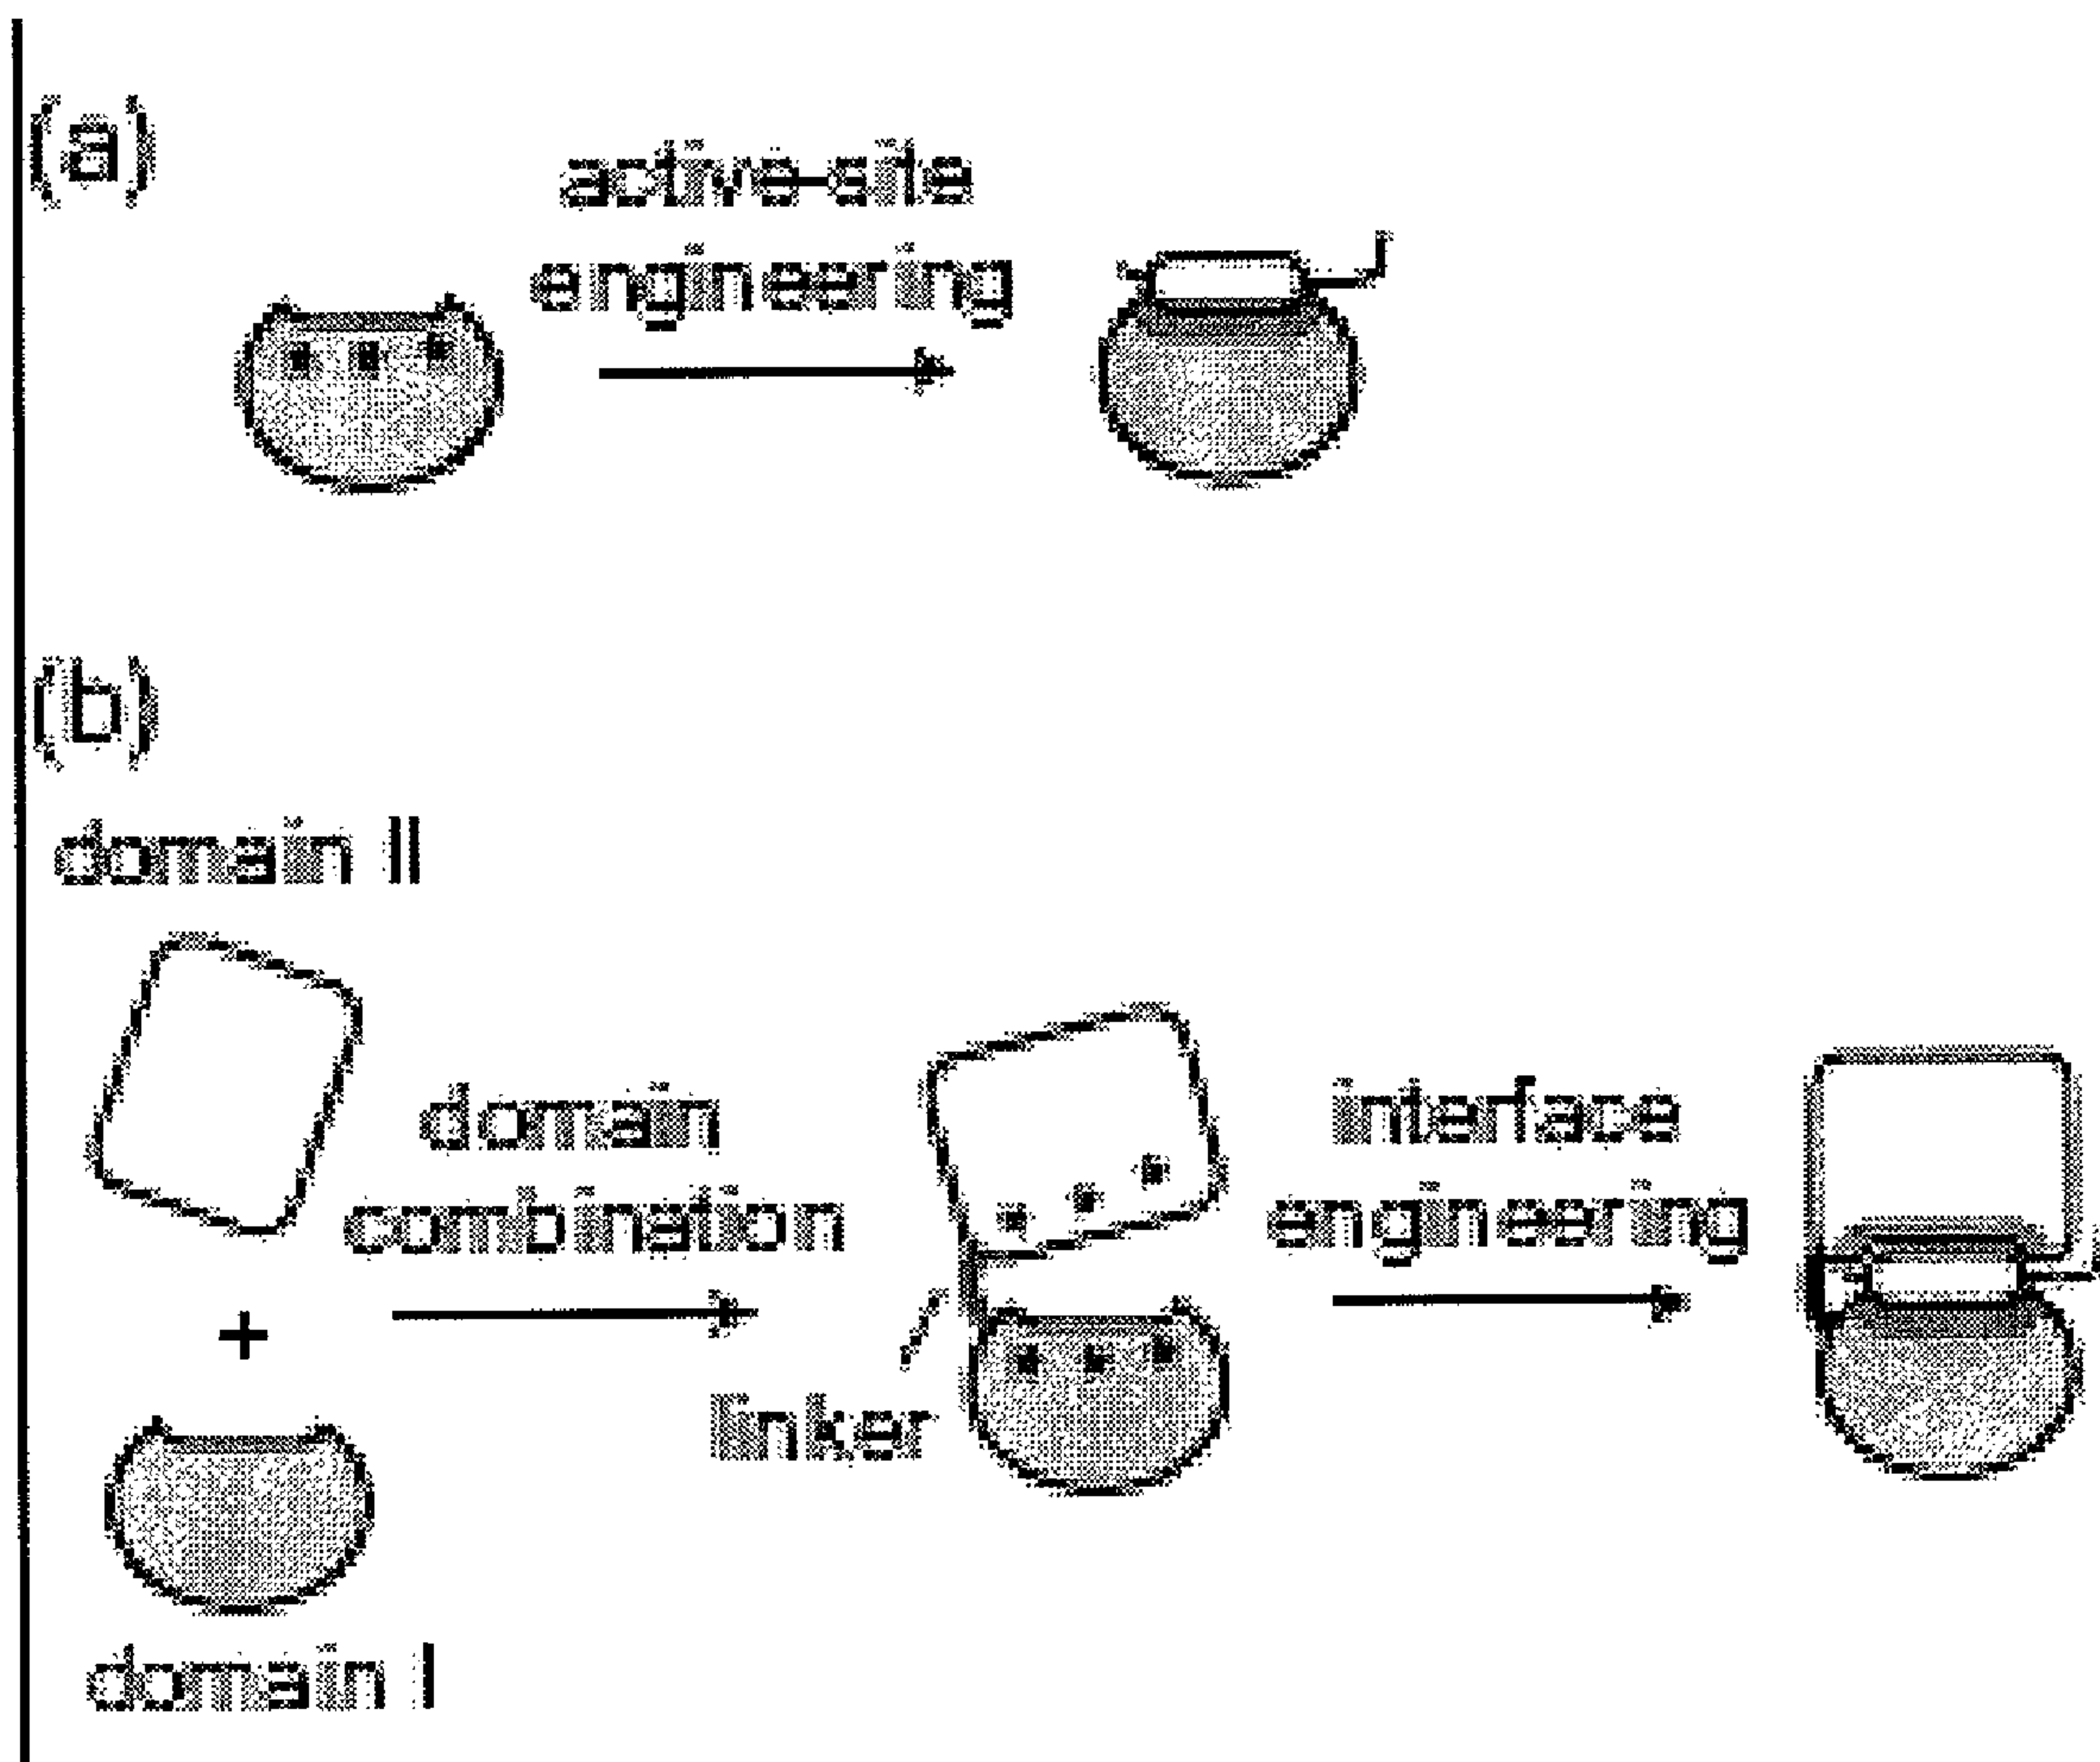 (a)
active-site
engineering
(b)
domain II
domain
combination
interface
engineering
+
linker
domain I